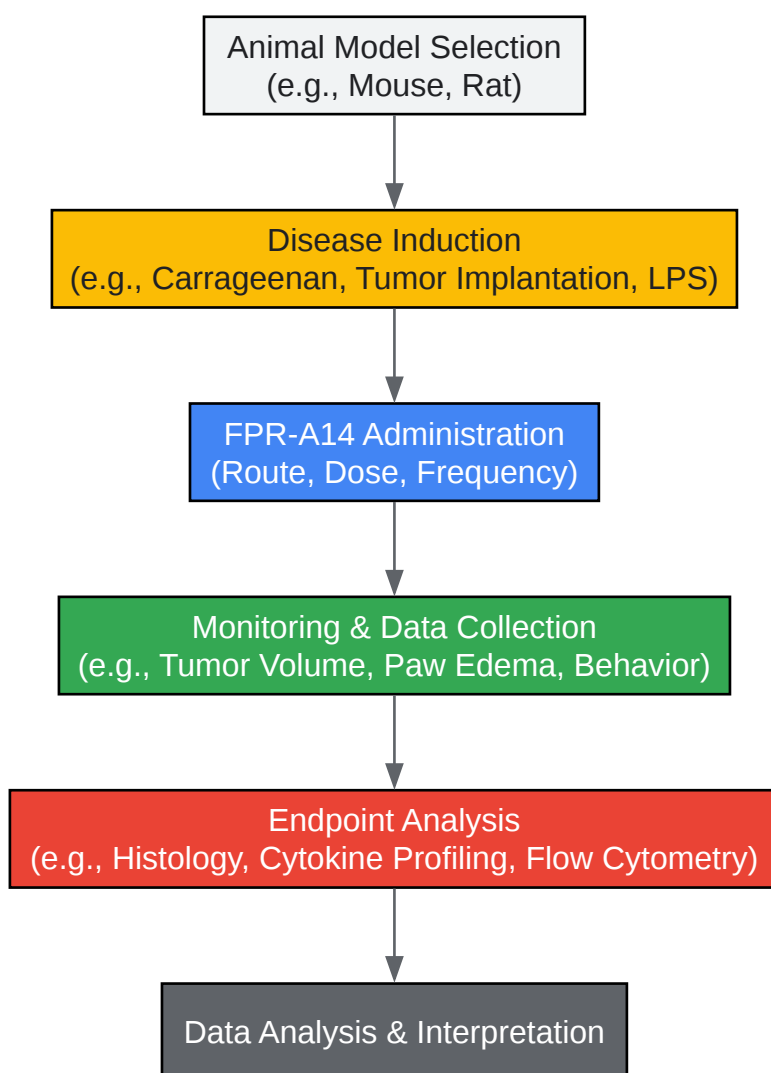 Animal Model Selection
(e.g., Mouse, Rat)
Disease Induction
(e.g., Carrageenan, Tumor Implantation, LPS)
FPR-A14 Administration
(Route, Dose, Frequency)
Monitoring & Data Collection
(e.g., Tumor Volume, Paw Edema, Behavior)
Endpoint Analysis
(e.g., Histology, Cytokine Profiling, Flow Cytometry)
Data Analysis & Interpretation